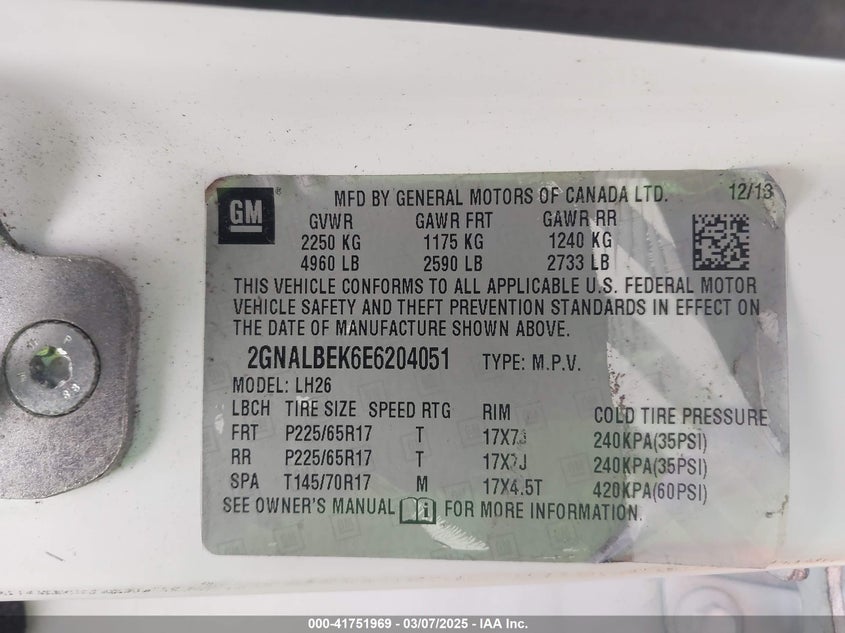 GM
MFD BY GENERAL MOTORS OF CANADA LTD. 12/13
GVWR GAWR FRT GAWR RR
2250 KG 1175 KG 1240 KG
4960 LB 2590 LB 2733 LB
THIS VEHICLE CONFORMS TO ALL APPLICABLE U.S. FEDERAL MOTOR
VEHICLE SAFETY AND THEFT PREVENTION STANDARDS IN EFFECT ON
THE DATE OF MANUFACTURE SHOWN ABOVE.
2GNALBEK6E6204051 TYPE: M.P.V.
MODEL: LH26
LBCH TIRE SIZE SPEED RTG RIM COLD TIRE PRESSURE
FRT P225/65R17 T 17X7J 240KPA(35PSI)
RR P225/65R17 T 17X7J 240KPA(35PSI)
SPA T145/70R17 M 17X4.5T 420KPA(60PSI)
SEE OWNER'S MANUAL FOR MORE INFORMATION.
000-41751969 — 03/07/2025 — IAA Inc.